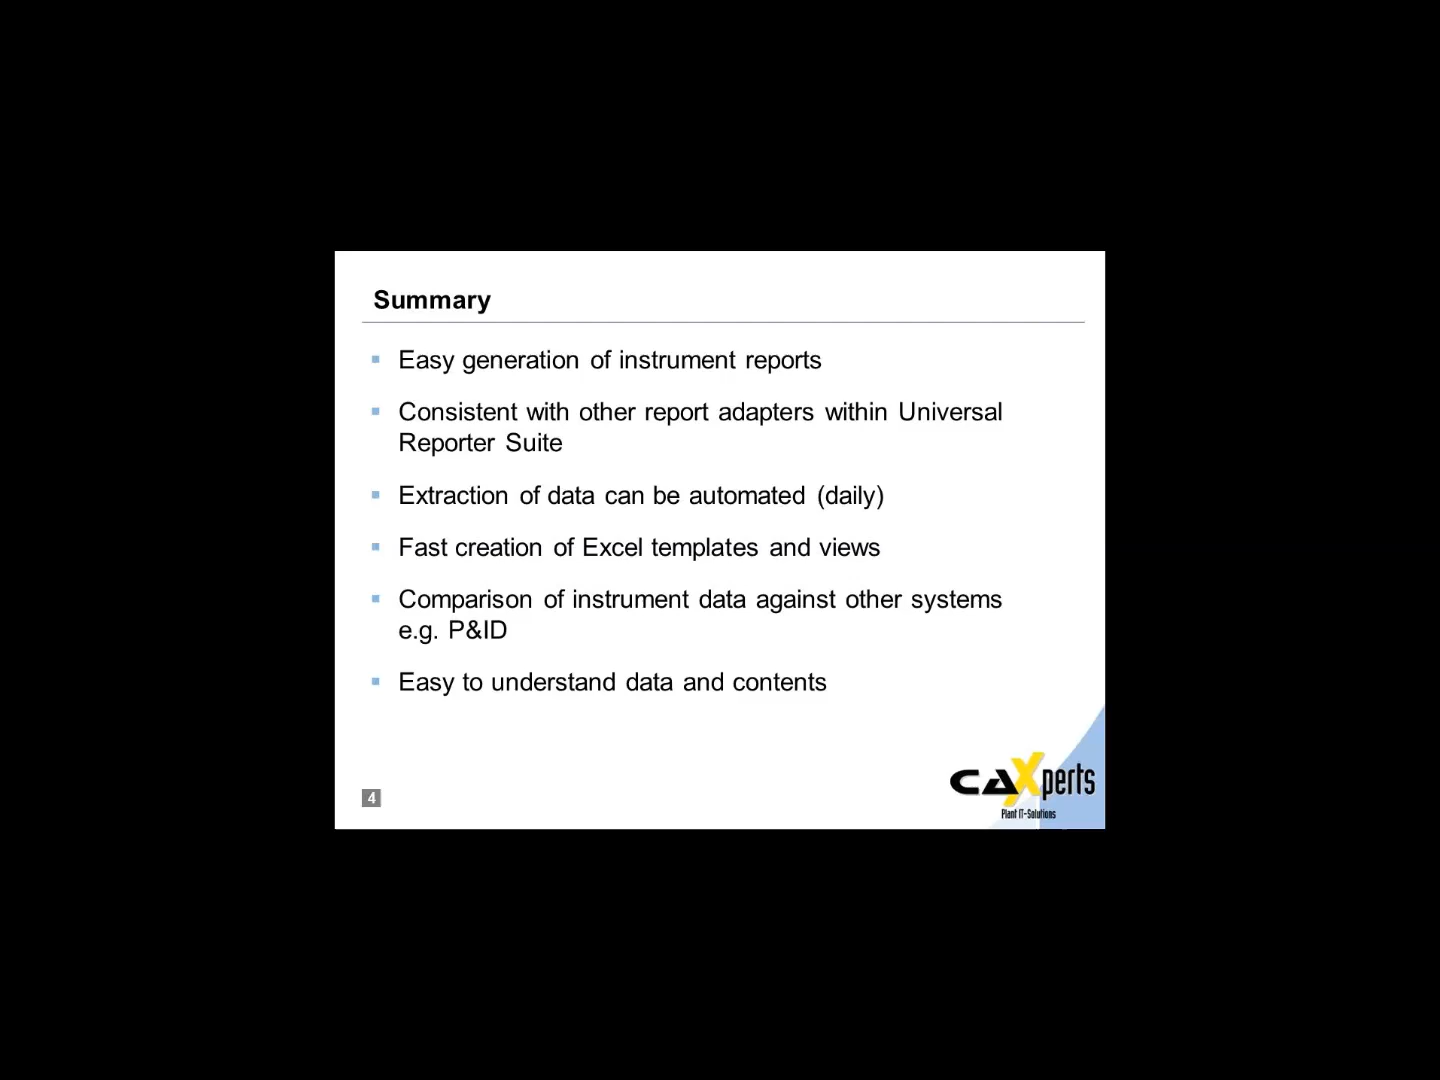 Summary
Easy generation of instrument reports
Consistent with other report adapters within Universal
Reporter Suite
Extraction of data can be automated (daily)
Fast creation of Excel templates and views
Comparison of instrument data against other systems
e.g. P&ID
Easy to understand data and contents
CAXperts
Plant IT-Solutions
4